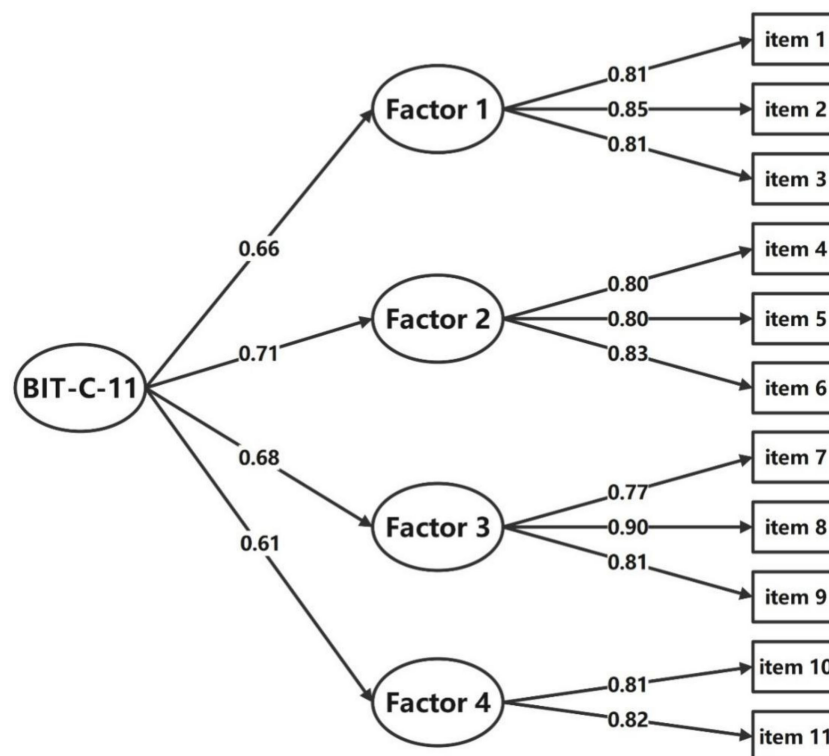 BIT-C-11
0.66
0.71
0.68
0.61
Factor 1
0.81
0.85
0.81
item 1
item 2
item 3
Factor 2
0.80
0.80
0.83
item 4
item 5
item 6
Factor 3
0.77
0.90
0.81
item 7
item 8
item 9
Factor 4
0.81
0.82
item 10
item 11